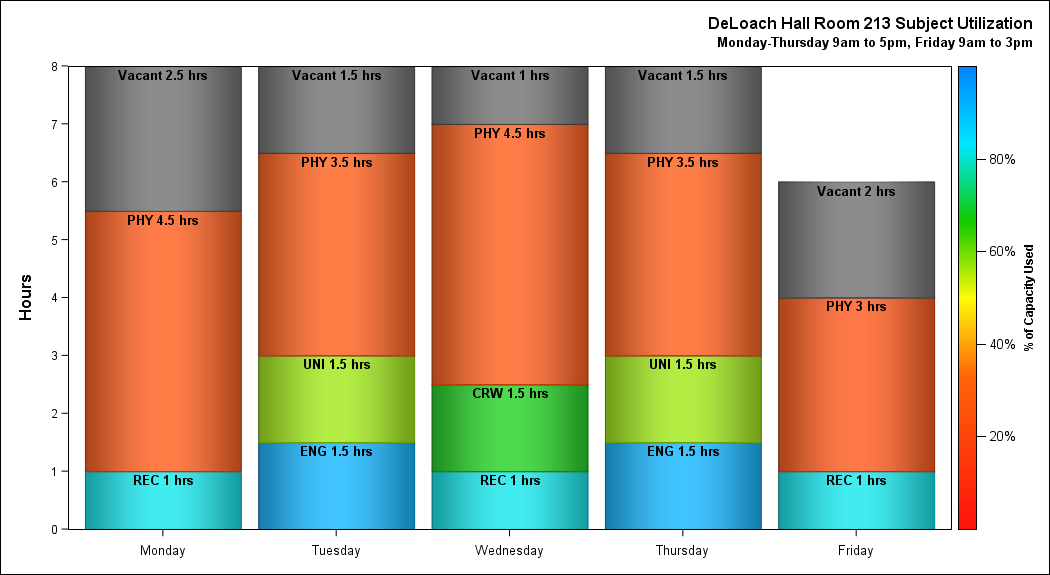 DeLoach Hall Room 213 Subject Utilization
Monday-Thursday 9am to 5pm, Friday 9am to 3pm
Hours
8
7
6
5
4
3
2
1
0
Vacant 2.5 hrs
PHY 4.5 hrs
REC 1 hrs
Vacant 1.5 hrs
PHY 3.5 hrs
UNI 1.5 hrs
ENG 1.5 hrs
Vacant 1 hrs
PHY 4.5 hrs
CRW 1.5 hrs
REC 1 hrs
Vacant 1.5 hrs
PHY 3.5 hrs
UNI 1.5 hrs
ENG 1.5 hrs
Vacant 2 hrs
PHY 3 hrs
REC 1 hrs
Monday
Tuesday
Wednesday
Thursday
Friday
80%
60%
40%
20%
% of Capacity Used